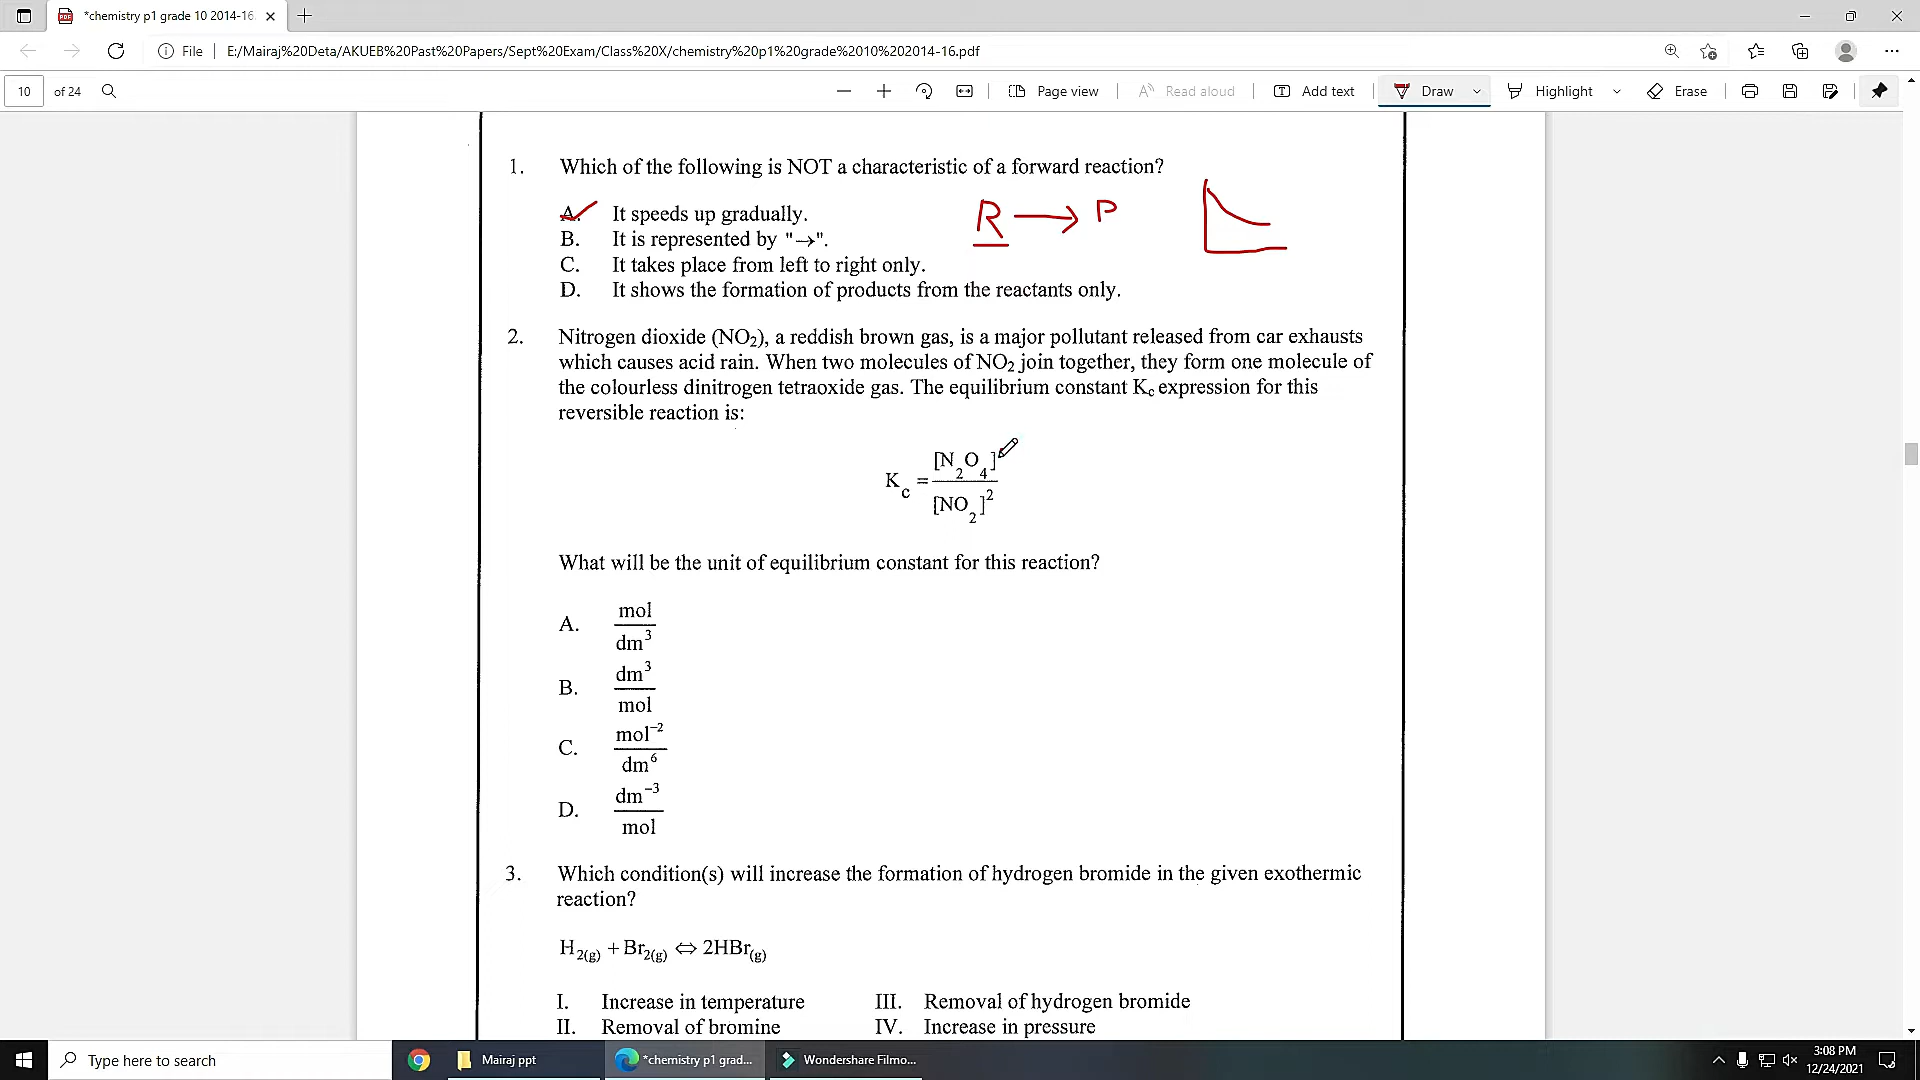 *chemistry p1 grade 10 2014-16
File
E:/Mairaj%20Deta/AKUEB%20Past%20Papers/Sept%20Exam/Class%20X/chemistry%20p1%20grade%2010%202014-16.pdf
10 of 24
Page view
Read aloud
Add text
Draw
Highlight
Erase
1. Which of the following is NOT a characteristic of a forward reaction?
A. It speeds up gradually.
R → P
B. It is represented by "→".
C. It takes place from left to right only.
D. It shows the formation of products from the reactants only.
2. Nitrogen dioxide (NO₂), a reddish brown gas, is a major pollutant released from car exhausts
which causes acid rain. When two molecules of NO₂ join together, they form one molecule of
the colourless dinitrogen tetraoxide gas. The equilibrium constant K_c expression for this
reversible reaction is:
K_c = [N₂O₄] / [NO₂]²
What will be the unit of equilibrium constant for this reaction?
A. mol / dm³
B. dm³ / mol
C. mol⁻² / dm⁶
D. dm⁻³ / mol
3. Which condition(s) will increase the formation of hydrogen bromide in the given exothermic
reaction?
H₂(g) + Br₂(g) ⇔ 2HBr(g)
I. Increase in temperature III. Removal of hydrogen bromide
II. Removal of bromine IV. Increase in pressure
Type here to search
Mairaj ppt
*chemistry p1 grad...
Wondershare Filmo...
3:08 PM
12/24/2021